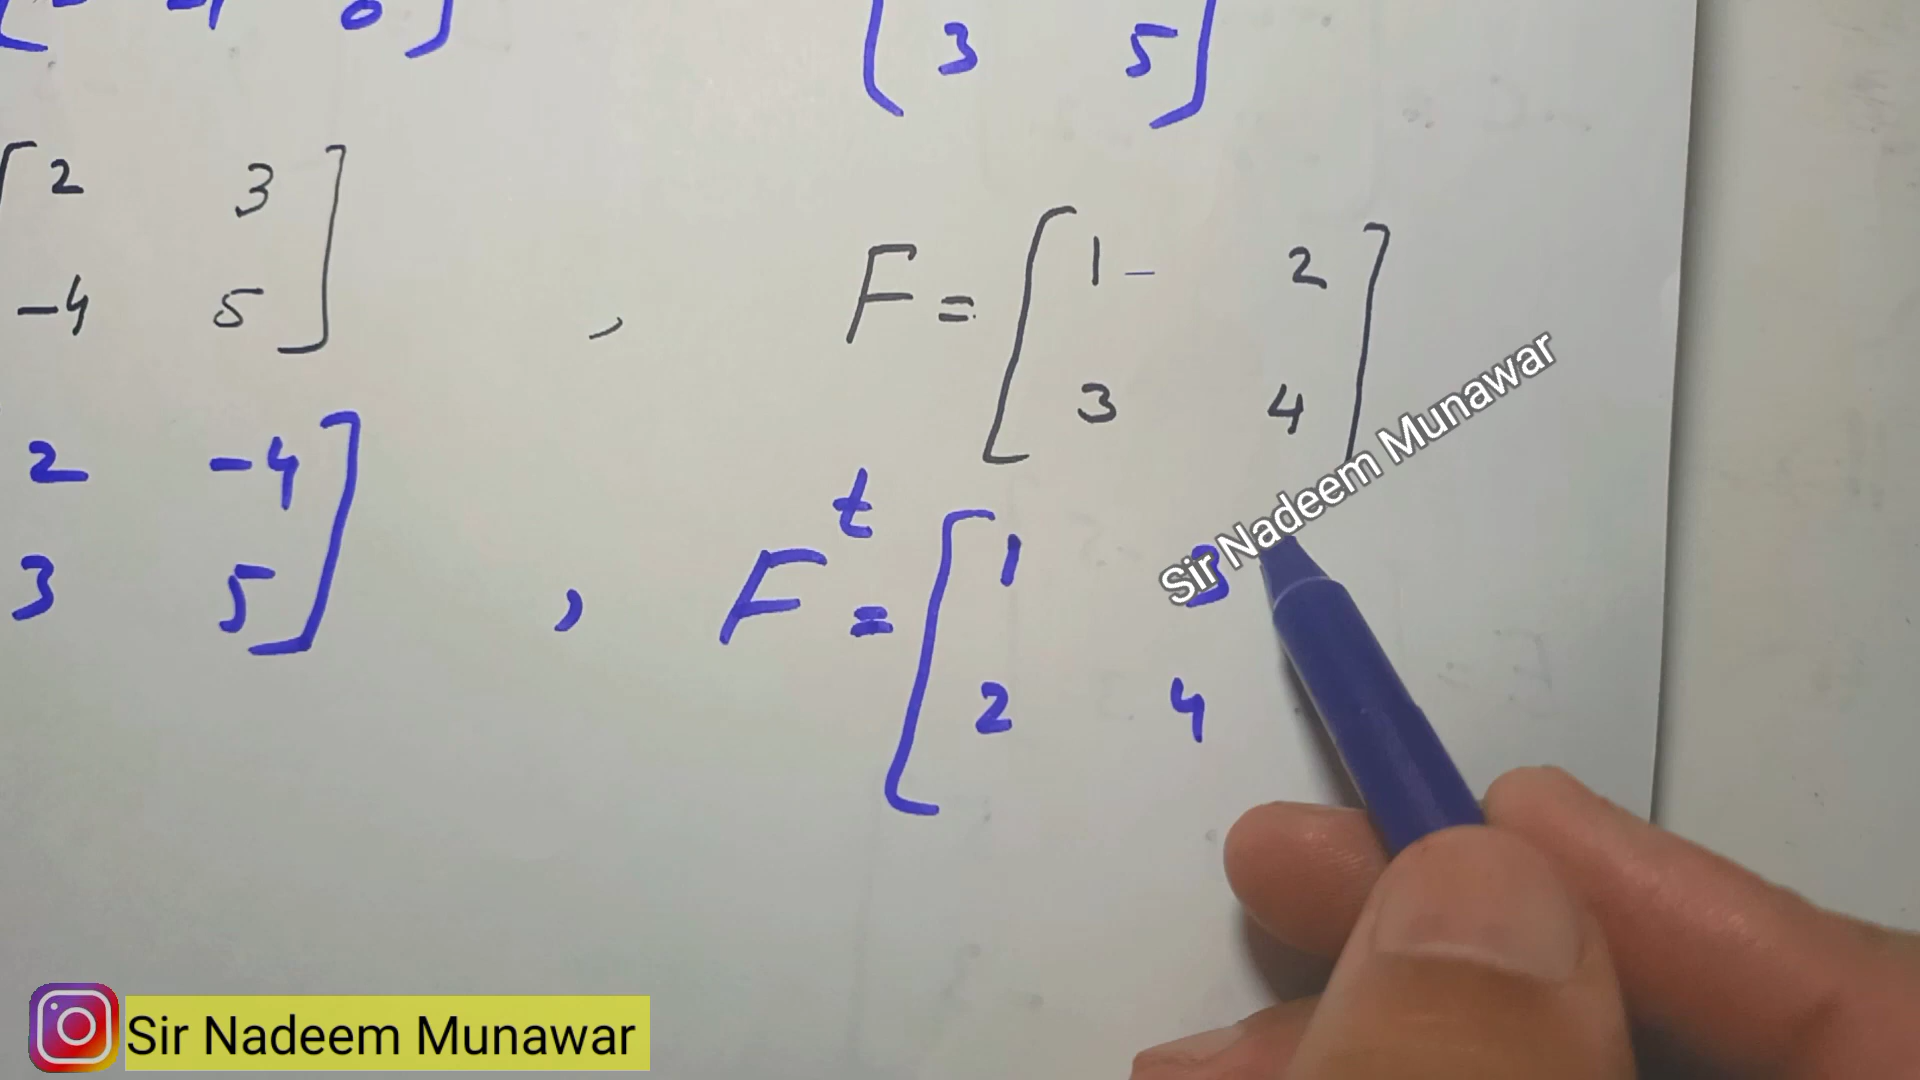 3 5
2 3
-4 5
,
F = [ 1 - 2
3 4 ]
2 -4
3 5 ]
, F^t = [ 1 3
2 4
Sir Nadeem Munawar
Sir Nadeem Munawar